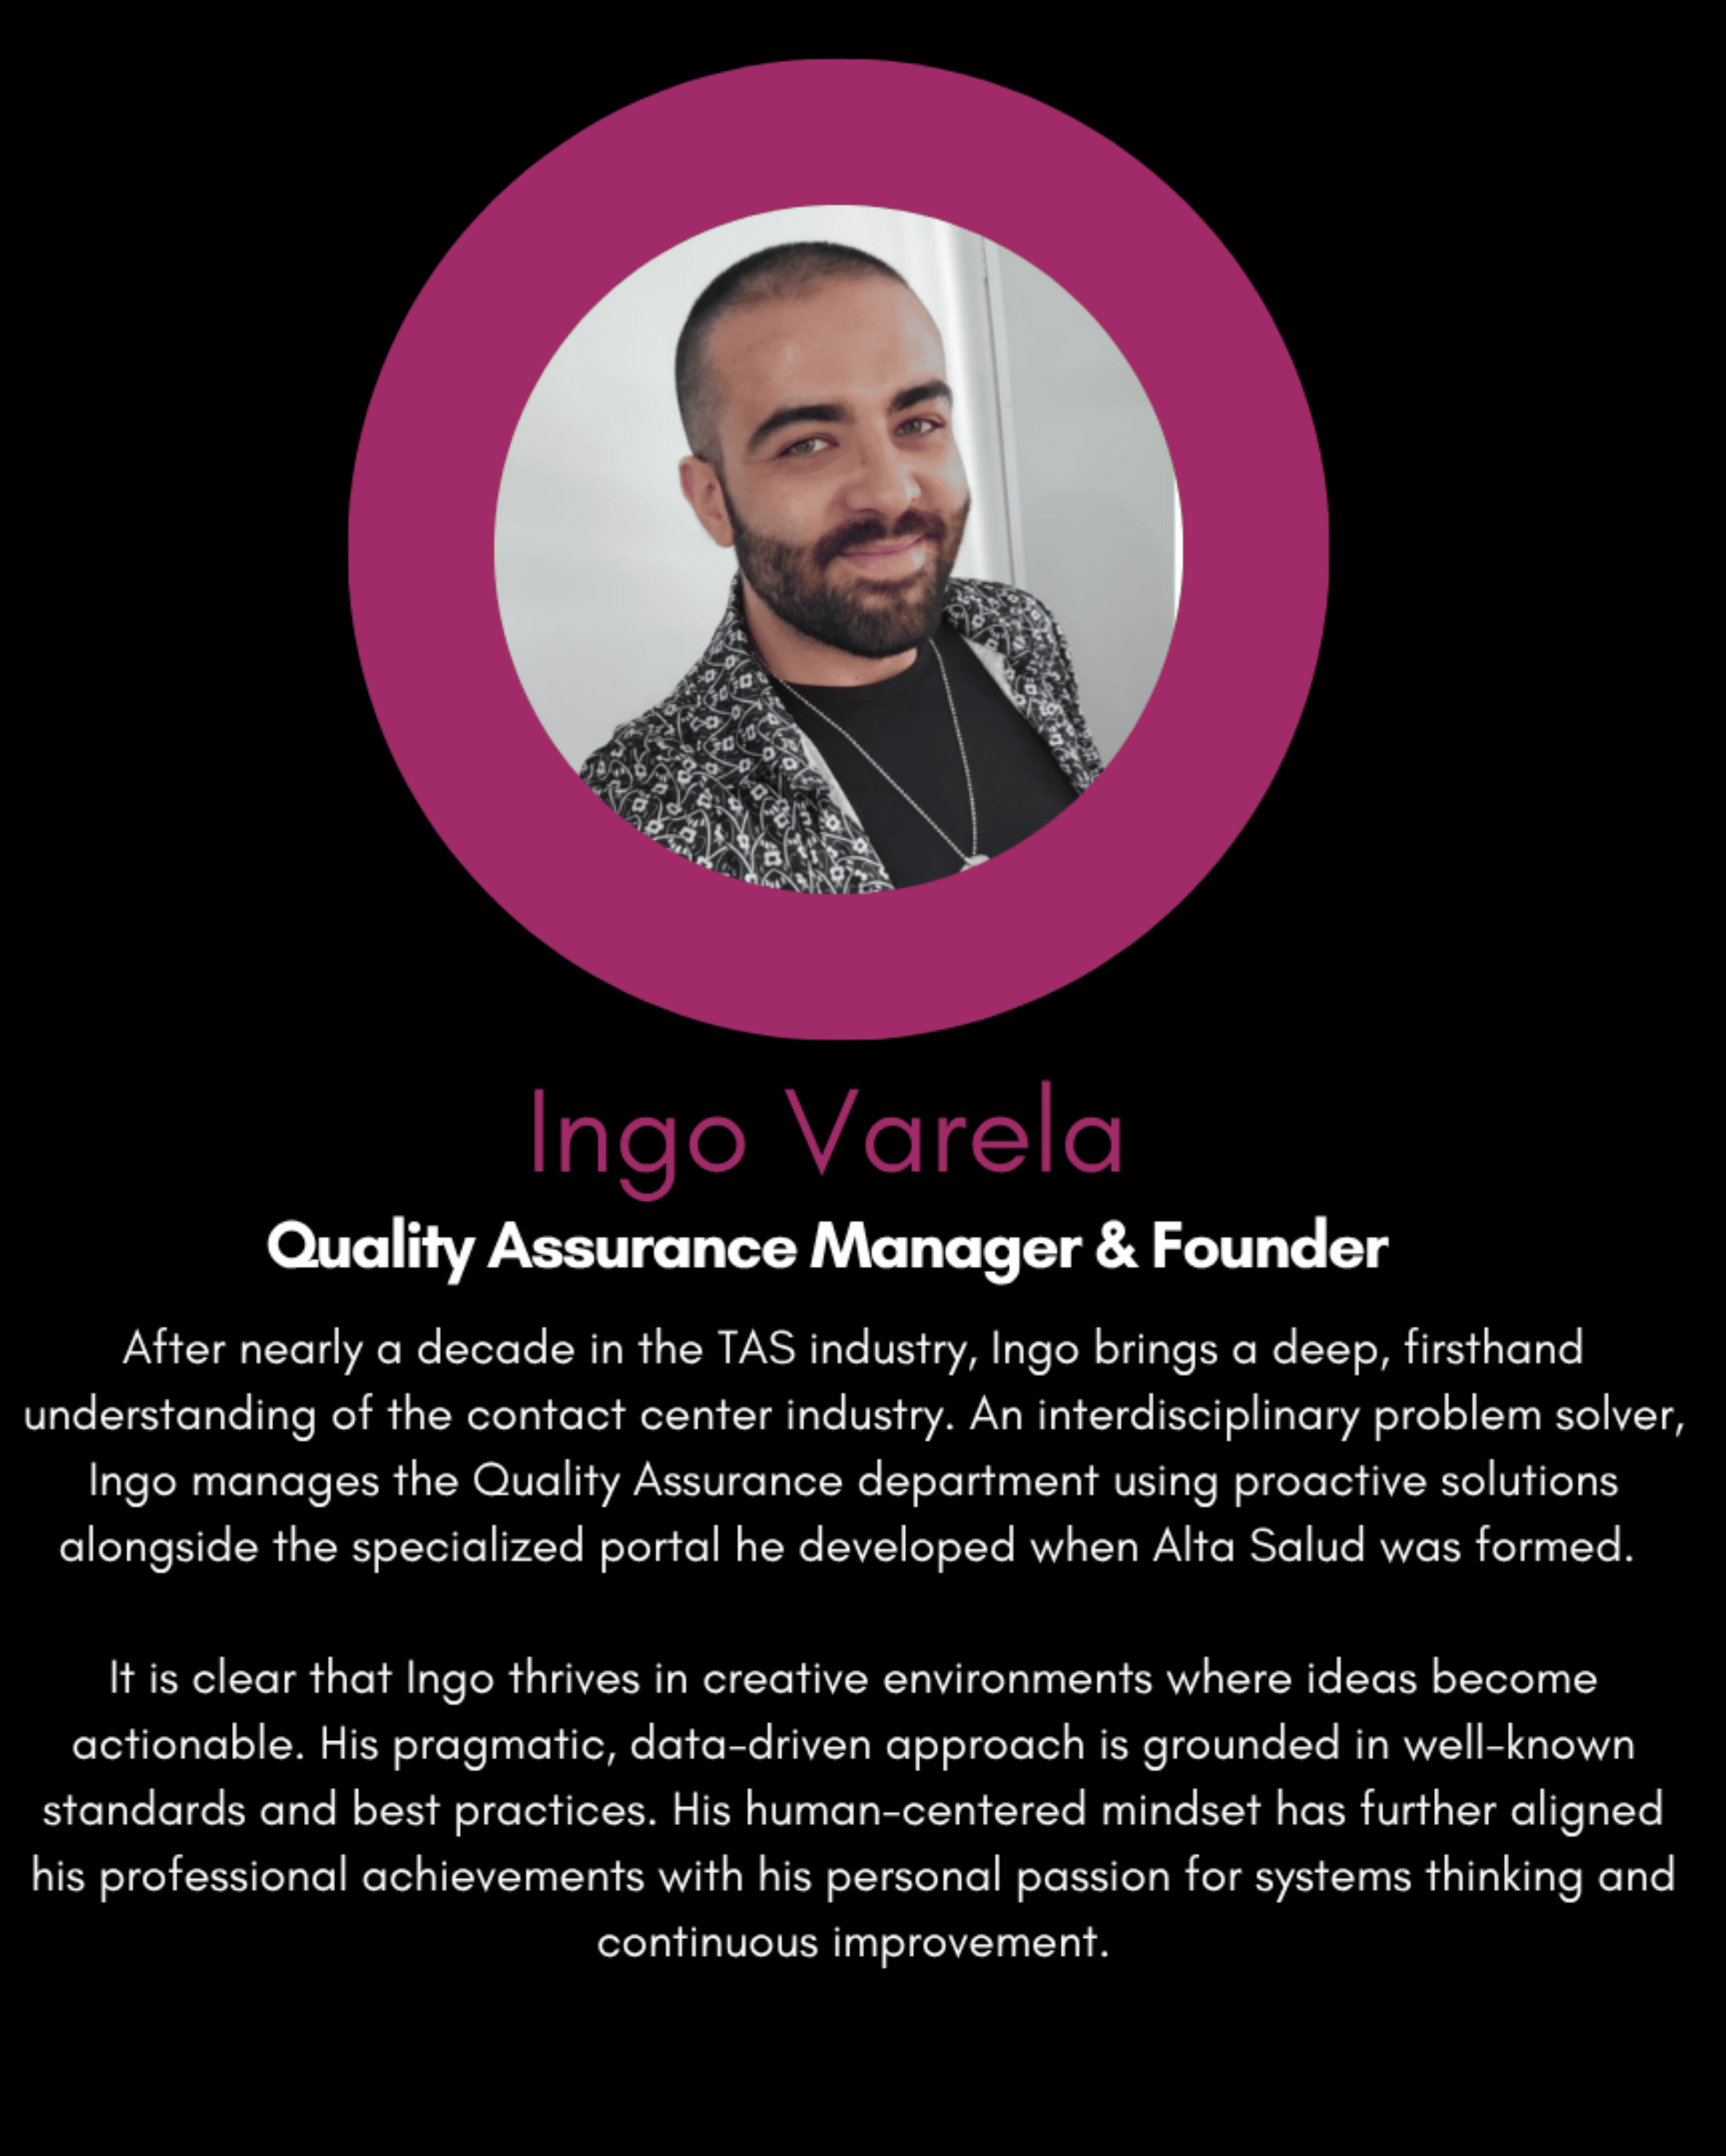 Ingo Varela
Quality Assurance Manager & Founder
After nearly a decade in the TAS industry, Ingo brings a deep, firsthand
understanding of the contact center industry. An interdisciplinary problem solver,
Ingo manages the Quality Assurance department using proactive solutions
alongside the specialized portal he developed when Alta Salud was formed.
It is clear that Ingo thrives in creative environments where ideas become
actionable. His pragmatic, data-driven approach is grounded in well-known
standards and best practices. His human-centered mindset has further aligned
his professional achievements with his personal passion for systems thinking and
continuous improvement.